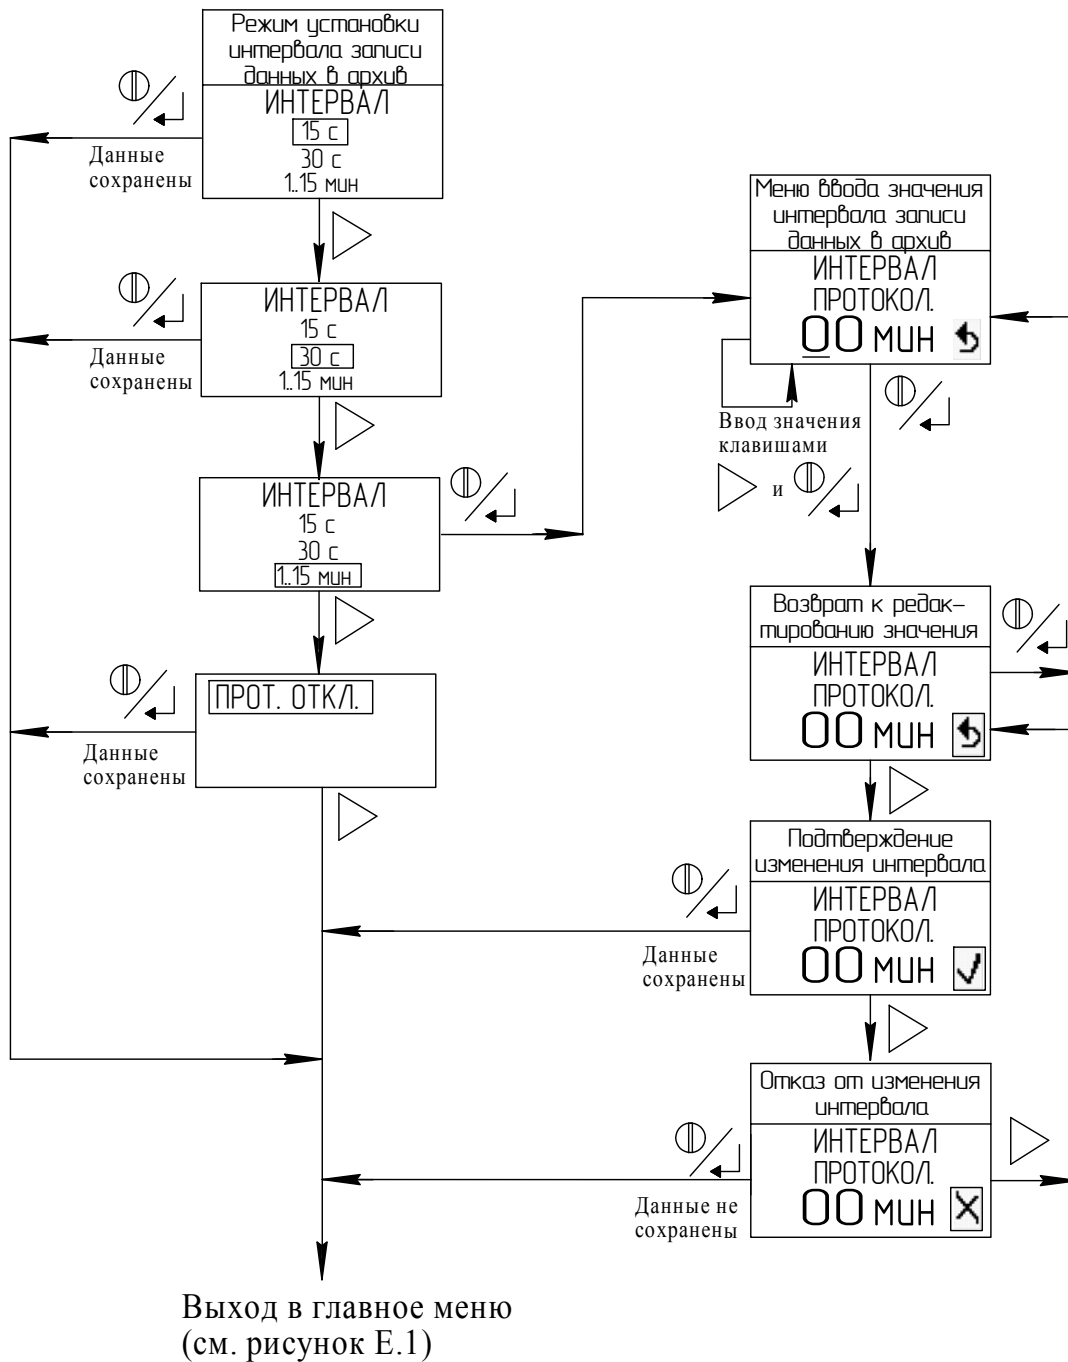 Режим установки
интервала записи
данных в архив
ИНТЕРВАЛ
15 с
30 с
1..15 мин
Данные
сохранены
ИНТЕРВАЛ
15 с
30 с
1..15 мин
Данные
сохранены
ИНТЕРВАЛ
15 с
30 с
1..15 мин
ПРОТ. ОТКЛ.
Данные
сохранены
Меню ввода значения
интервала записи
данных в архив
ИНТЕРВАЛ
ПРОТОКОЛ.
00 мин
Ввод значения
клавишами
и
Возврат к редак-
тированию значения
ИНТЕРВАЛ
ПРОТОКОЛ.
00 мин
Подтверждение
изменения интервала
ИНТЕРВАЛ
ПРОТОКОЛ.
00 мин
Данные
сохранены
Отказ от изменения
интервала
ИНТЕРВАЛ
ПРОТОКОЛ.
00 мин
Данные не
сохранены
Выход в главное меню
(см. рисунок Е.1)